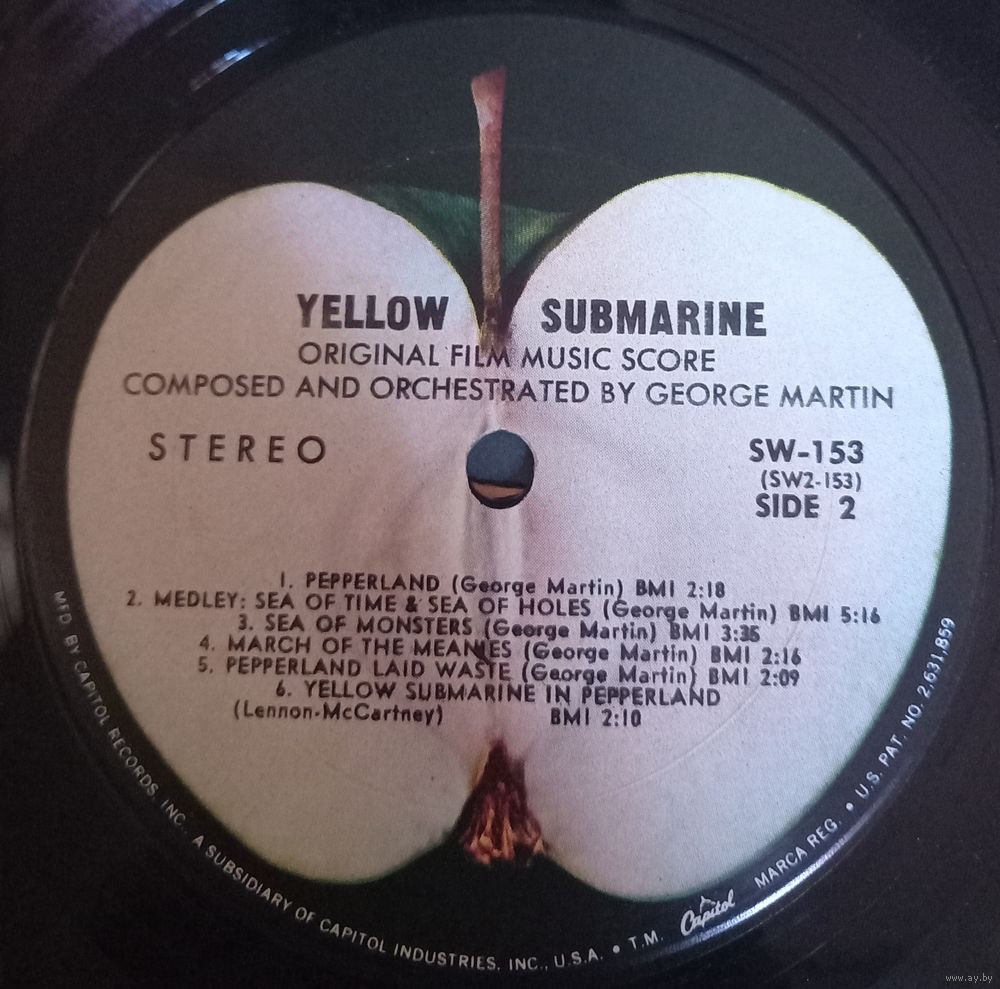 YELLOW SUBMARINE
ORIGINAL FILM MUSIC SCORE
COMPOSED AND ORCHESTRATED BY GEORGE MARTIN
STEREO
SW-153
(SW2-153)
SIDE 2
1. PEPPERLAND (George Martin) BMI 2:18
2. MEDLEY: SEA OF TIME & SEA OF HOLES (George Martin) BMI 5:16
3. SEA OF MONSTERS (George Martin) BMI 3:35
4. MARCH OF THE MEANIES (George Martin) BMI 2:16
5. PEPPERLAND LAID WASTE (George Martin) BMI 2:09
6. YELLOW SUBMARINE IN PEPPERLAND
(Lennon-McCartney) BMI 2:10
MFD. BY CAPITOL RECORDS, INC., A SUBSIDIARY OF CAPITOL INDUSTRIES, INC., U.S.A. • T.M. Capitol MARCA REG. • U.S. PAT. NO. 2,631,859
www.ay.by